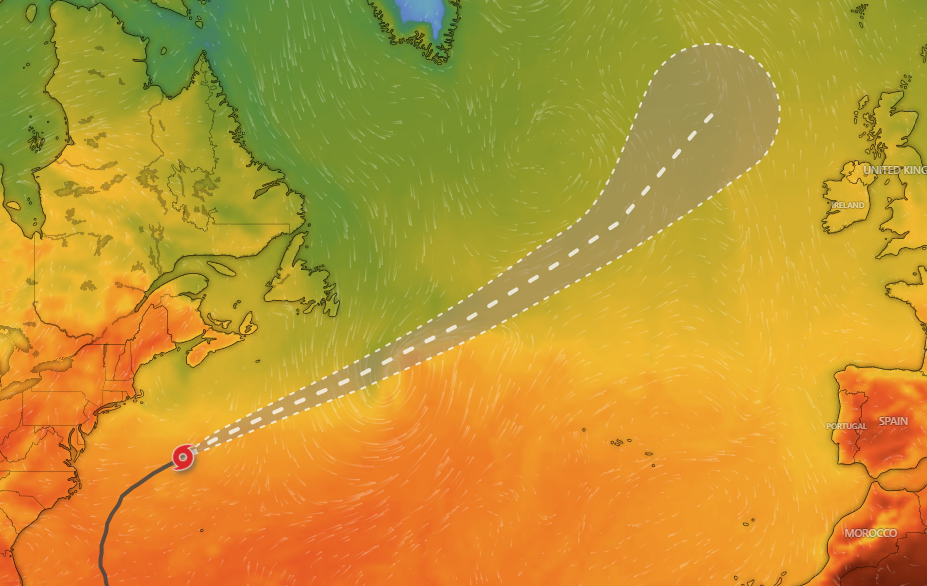 UNITED KING
IRELAND
PORTUGAL
SPAIN
MOROCCO